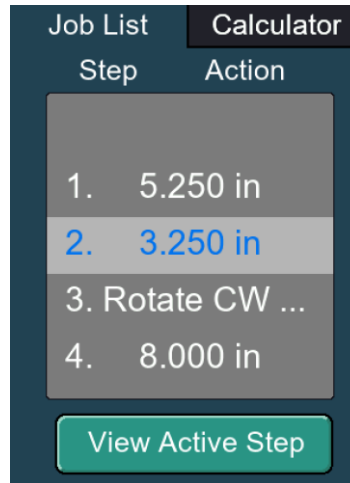 Job List Calculator
Step Action
1. 5.250 in
2. 3.250 in
3. Rotate CW ...
4. 8.000 in
View Active Step